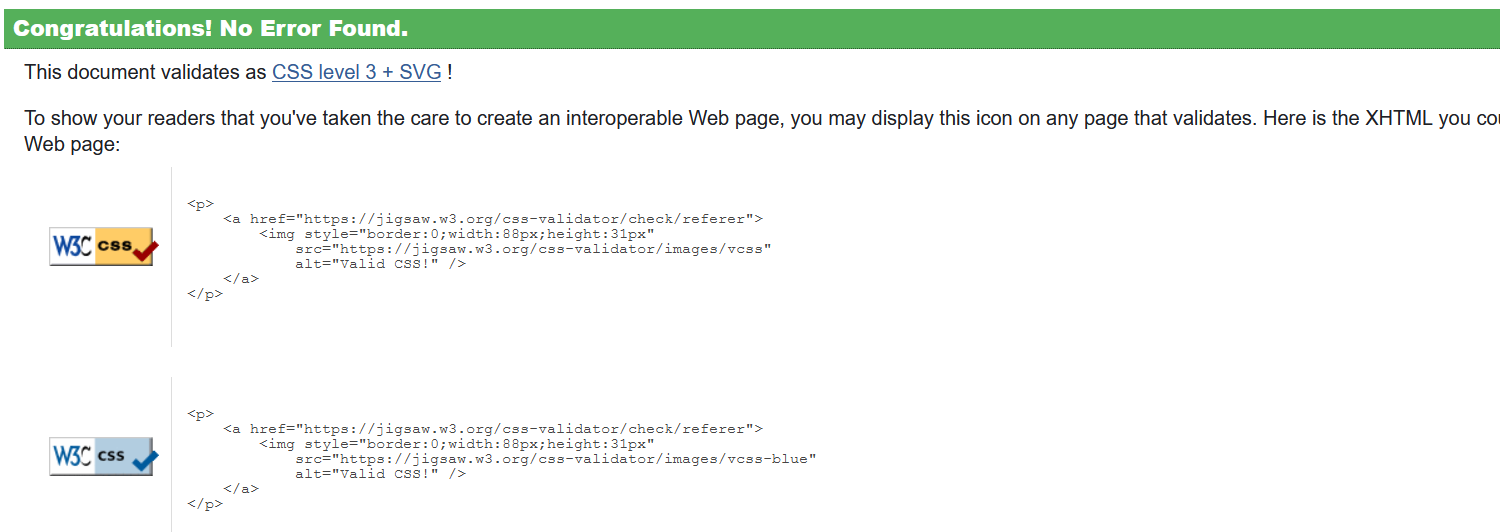 Congratulations! No Error Found.
This document validates as CSS level 3 + SVG !
To show your readers that you've taken the care to create an interoperable Web page, you may display this icon on any page that validates. Here is the XHTML you
Web page:
W3C css
<p>
    <a href="https://jigsaw.w3.org/css-validator/check/referer">
        <img style="border:0;width:88px;height:31px"
            src="https://jigsaw.w3.org/css-validator/images/vcss"
            alt="Valid CSS!" />
    </a>
</p>
W3C css
<p>
    <a href="https://jigsaw.w3.org/css-validator/check/referer">
        <img style="border:0;width:88px;height:31px"
            src="https://jigsaw.w3.org/css-validator/images/vcss-blue"
            alt="Valid CSS!" />
    </a>
</p>